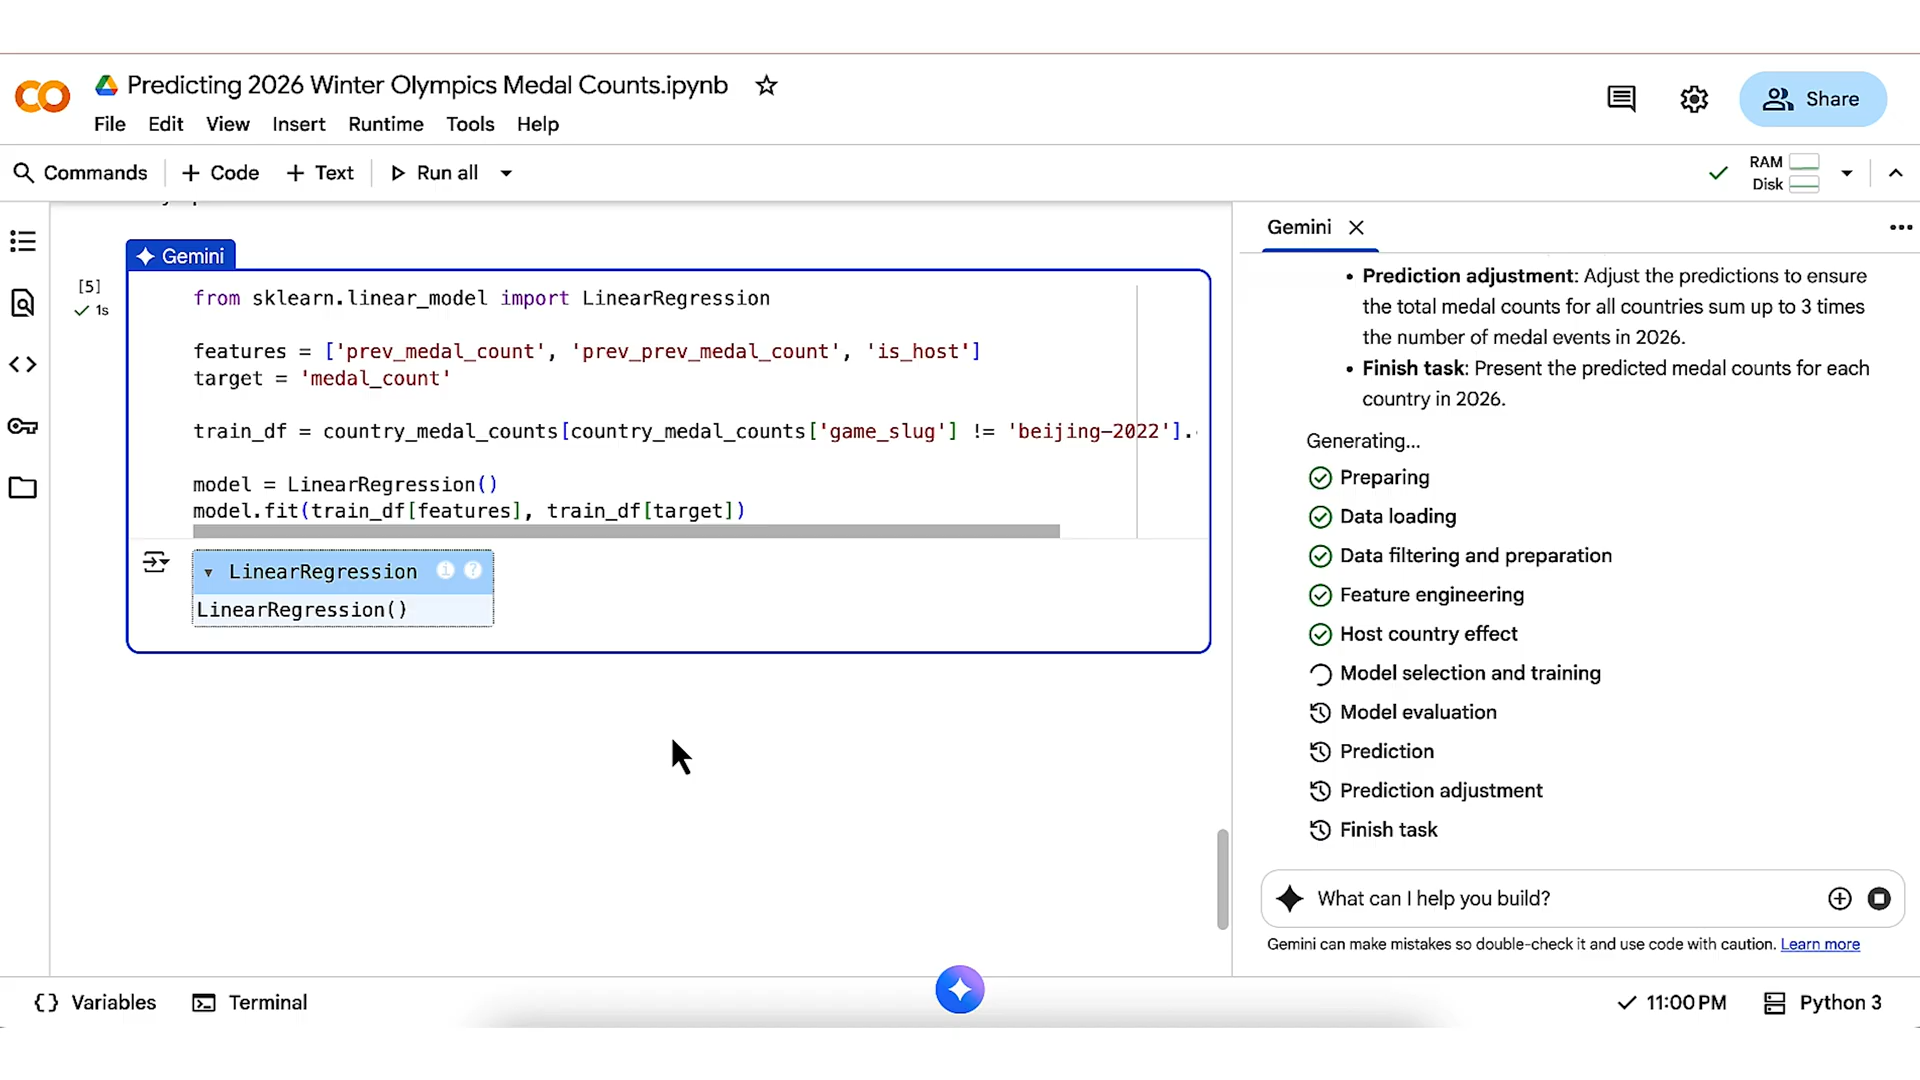 Predicting 2026 Winter Olympics Medal Counts.ipynb
File Edit View Insert Runtime Tools Help
Share
Commands + Code + Text Run all
RAM
Disk
Gemini
[5]
1s
from sklearn.linear_model import LinearRegression
features = ['prev_medal_count', 'prev_prev_medal_count', 'is_host']
target = 'medal_count'
train_df = country_medal_counts[country_medal_counts['game_slug'] != 'beijing-2022'].
model = LinearRegression()
model.fit(train_df[features], train_df[target])
LinearRegression i ?
LinearRegression()
Gemini
• Prediction adjustment: Adjust the predictions to ensure
the total medal counts for all countries sum up to 3 times
the number of medal events in 2026.
• Finish task: Present the predicted medal counts for each
country in 2026.
Generating...
Preparing
Data loading
Data filtering and preparation
Feature engineering
Host country effect
Model selection and training
Model evaluation
Prediction
Prediction adjustment
Finish task
What can I help you build?
Gemini can make mistakes so double-check it and use code with caution. Learn more
Variables Terminal
11:00 PM Python 3